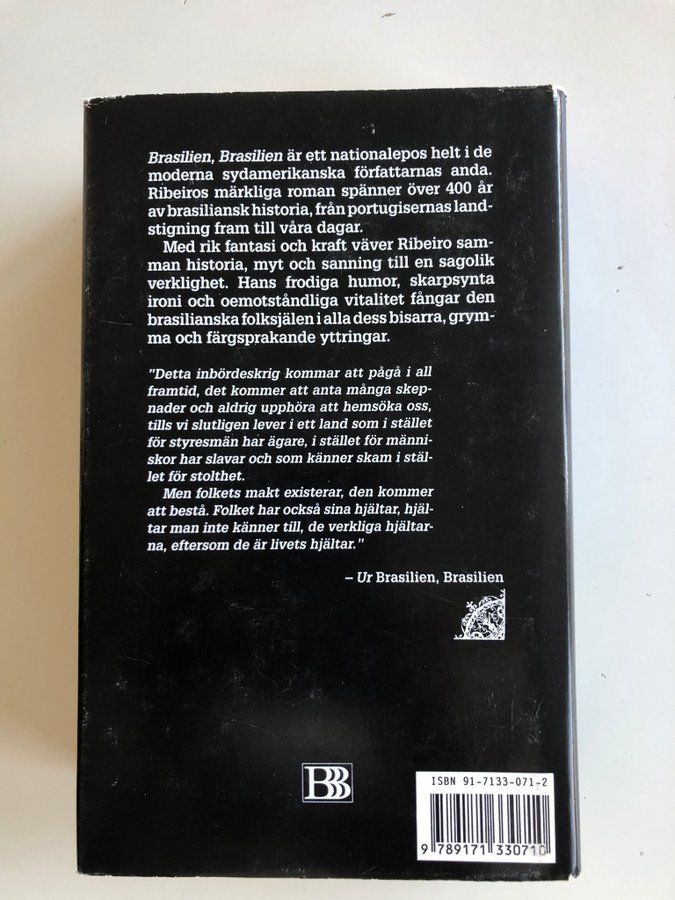 Brasilien, Brasilien är ett nationalepos helt i de
moderna sydamerikanska författarnas anda.
Ribeiros märkliga roman spänner över 400 år
av brasiliansk historia, från portugisernas land-
stigning fram till våra dagar.
Med rik fantasi och kraft väver Ribeiro sam-
man historia, myt och sanning till en sagolik
verklighet. Hans frodiga humor, skarpsynta
ironi och oemotståndliga vitalitet fångar den
brasilianska folksjälen i alla dess bisarra, grym-
ma och färgsprakande yttringar.
"Detta inbördeskrig kommar att pågå i all
framtid, det kommer att anta många skep-
nader och aldrig upphöra att hemsöka oss,
tills vi slutligen lever i ett land som i stället
för styresmän har ägare, i stället för männi-
skor har slavar och som känner skam i stäl-
let för stolthet.
Men folkets makt existerar, den kommer
att bestå. Folket har också sina hjältar, hjäl-
tar man inte känner till, de verkliga hjältar-
na, eftersom de är livets hjältar."
– Ur Brasilien, Brasilien
BBB
ISBN 91-7133-071-2
9 789171 330710